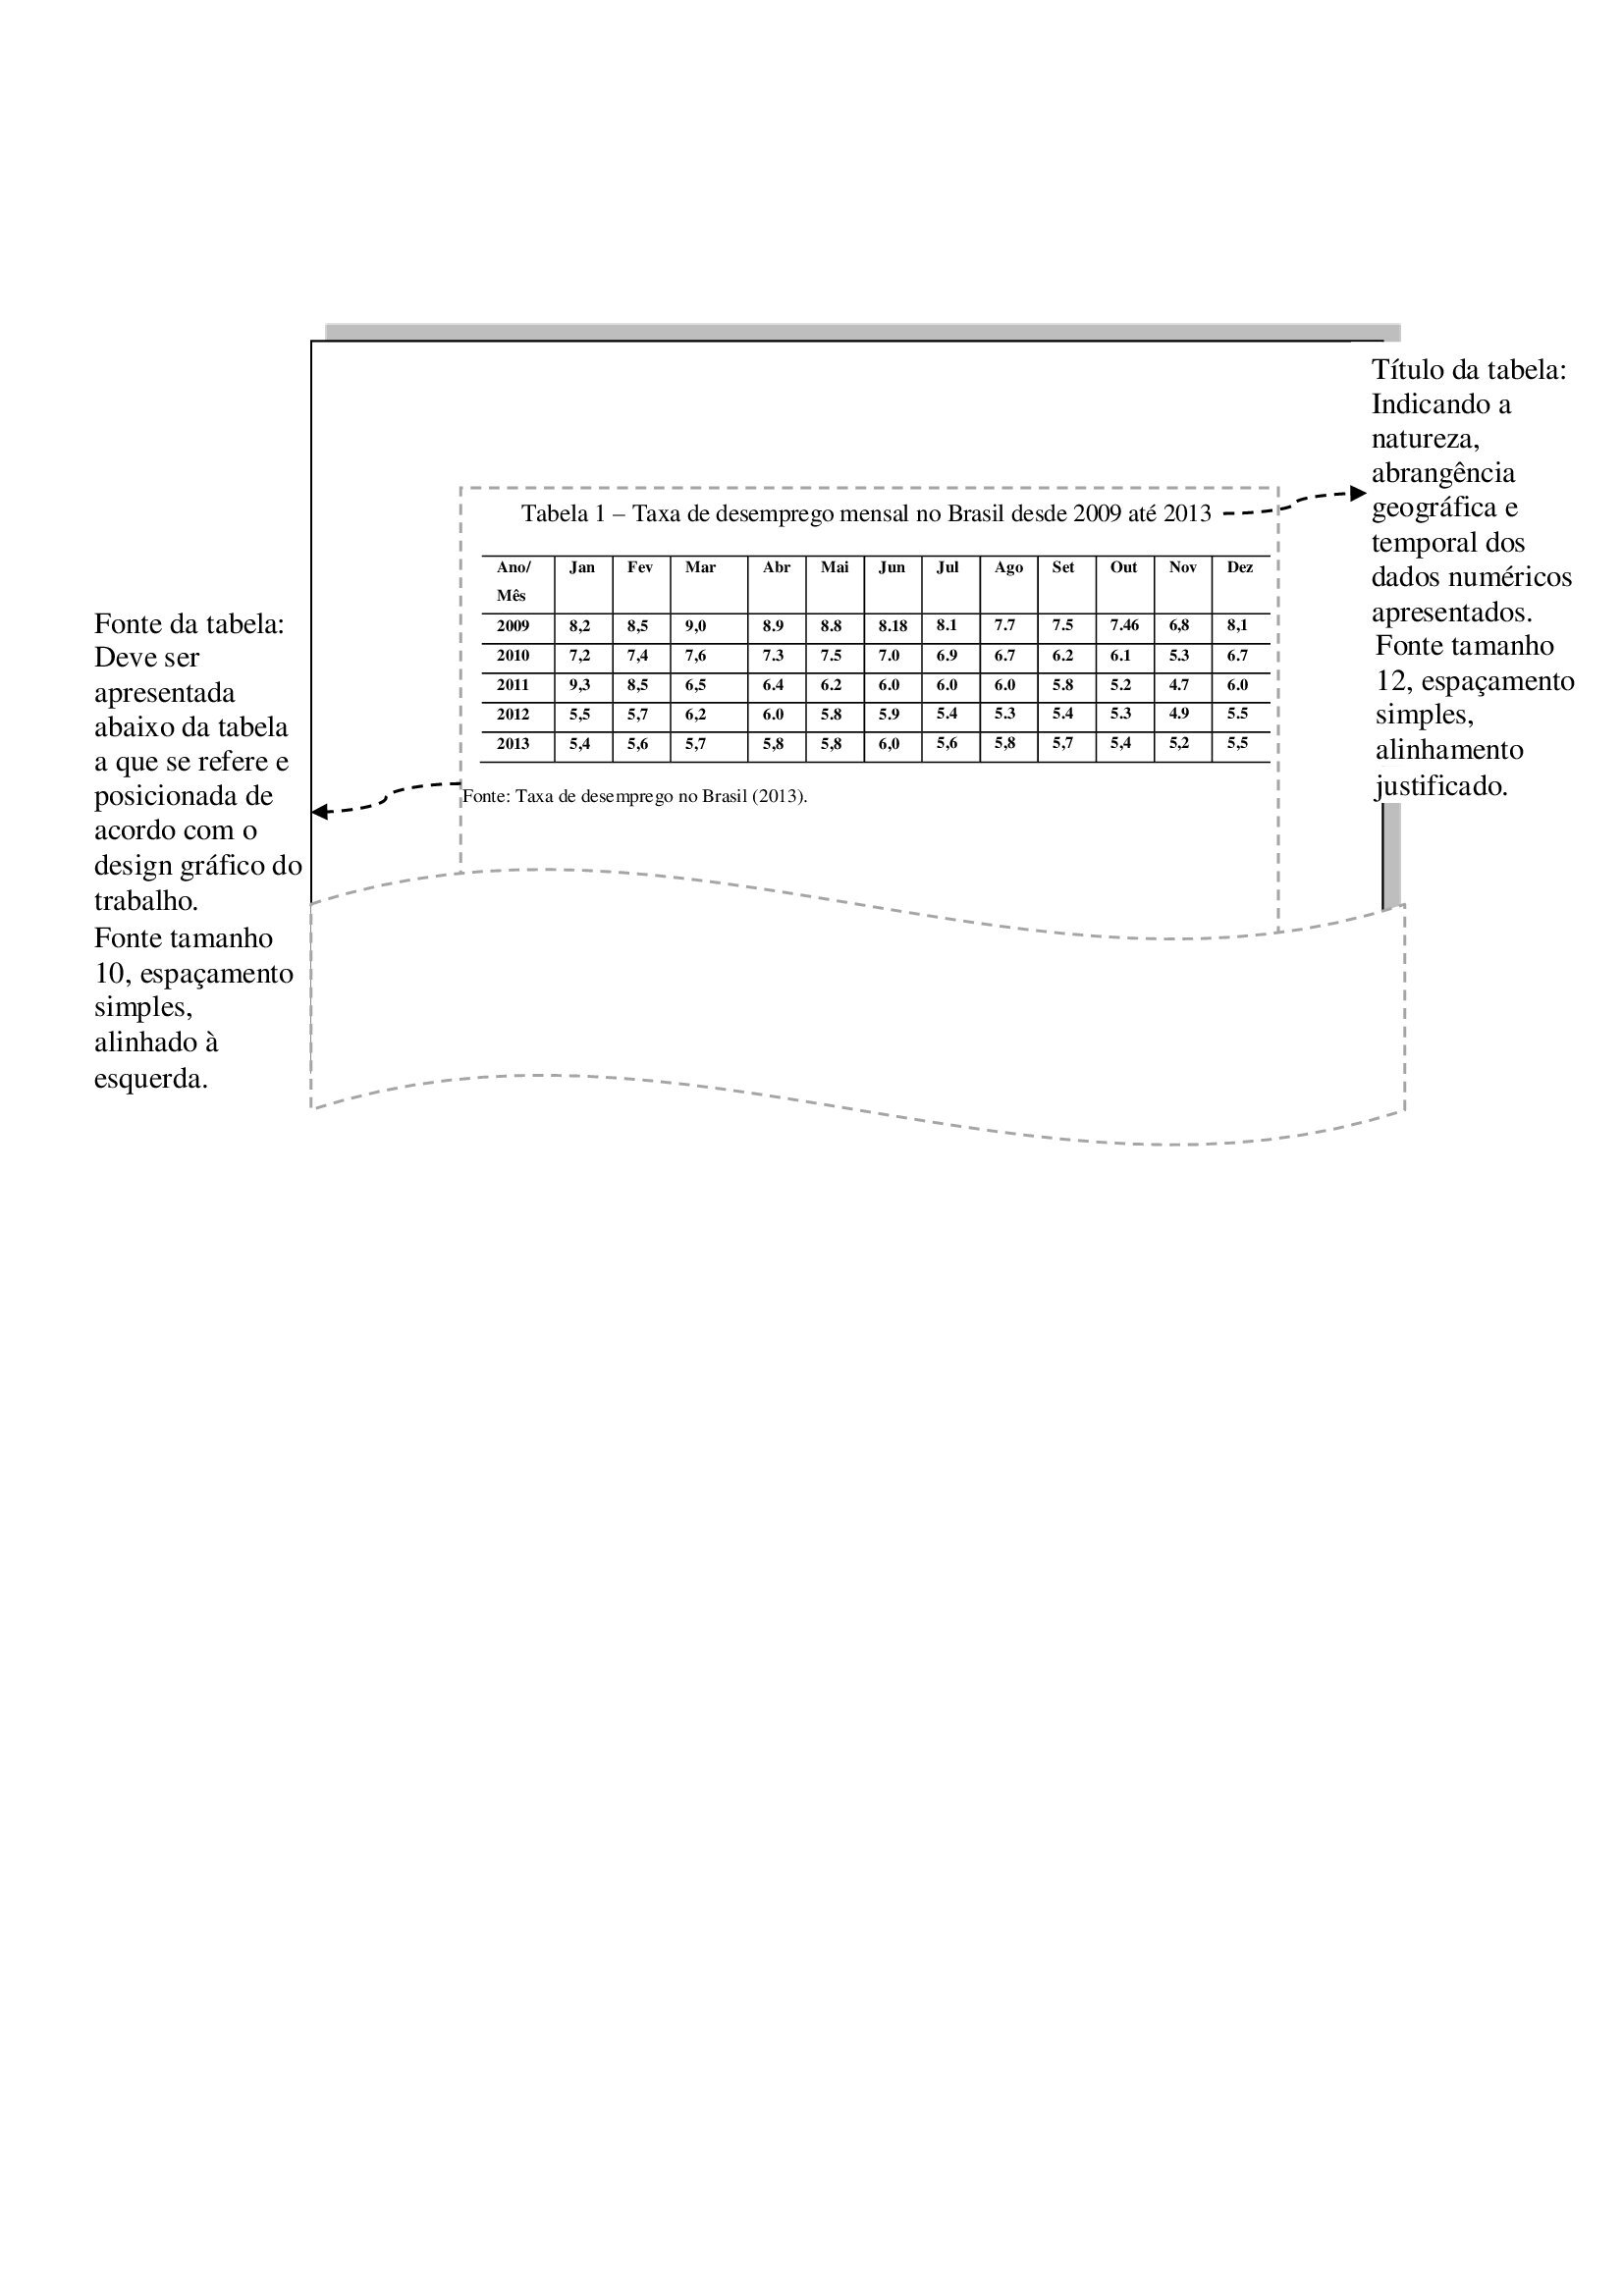 Título da tabela:
Indicando a
natureza,
abrangência
geográfica e
temporal dos
dados numéricos
apresentados.
Fonte tamanho
12, espaçamento
simples,
alinhamento
justificado.
Tabela 1 – Taxa de desemprego mensal no Brasil desde 2009 até 2013
Ano/ Jan Fev Mar Abr Mai Jun Jul Ago Set Out Nov Dez
Mês
2009 8,2 8,5 9,0 8.9 8.8 8.18 8.1 7.7 7.5 7.46 6,8 8,1
2010 7,2 7,4 7,6 7.3 7.5 7.0 6.9 6.7 6.2 6.1 5.3 6.7
2011 9,3 8,5 6,5 6.4 6.2 6.0 6.0 6.0 5.8 5.2 4.7 6.0
2012 5,5 5,7 6,2 6.0 5.8 5.9 5.4 5.3 5.4 5.3 4.9 5.5
2013 5,4 5,6 5,7 5,8 5,8 6,0 5,6 5,8 5,7 5,4 5,2 5,5
Fonte: Taxa de desemprego no Brasil (2013).
Fonte da tabela:
Deve ser
apresentada
abaixo da tabela
a que se refere e
posicionada de
acordo com o
design gráfico do
trabalho.
Fonte tamanho
10, espaçamento
simples,
alinhado à
esquerda.